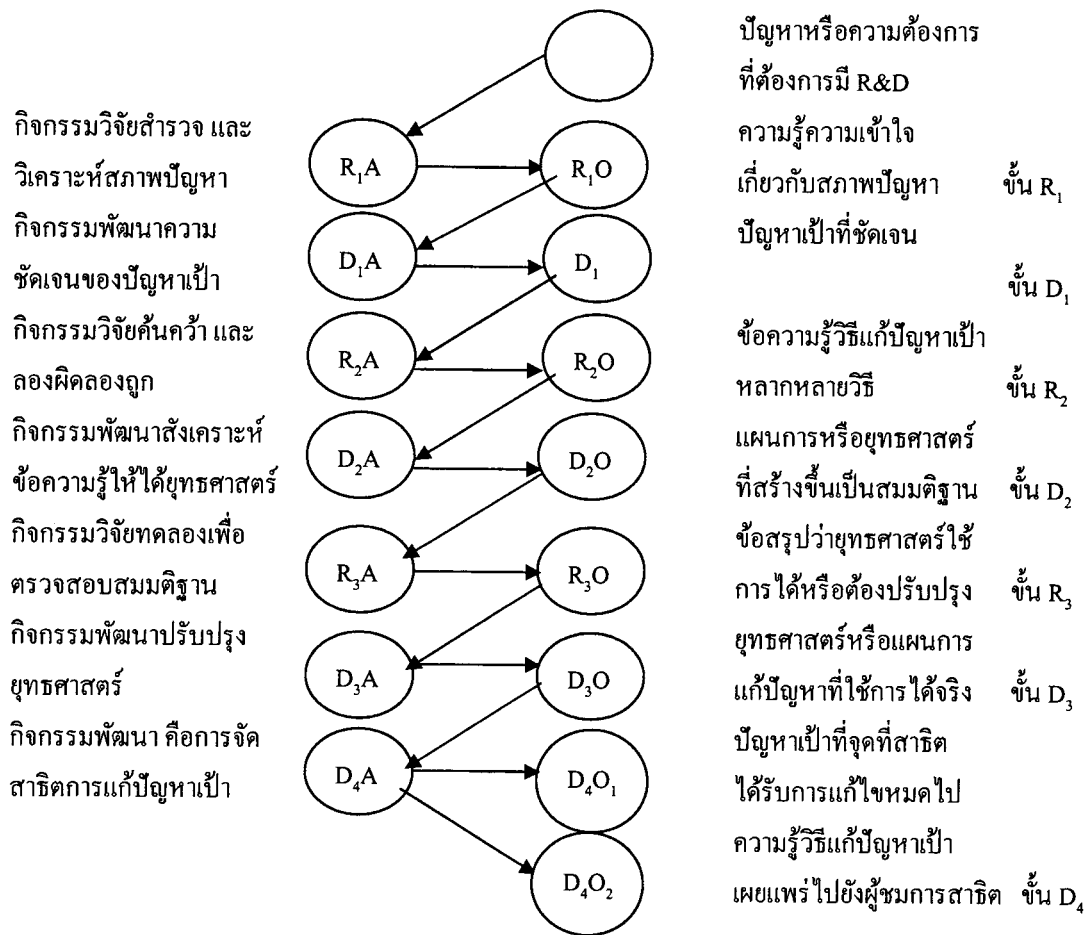 ปัญหาหรือความต้องการ
ที่ต้องการมี R&D
กิจกรรมวิจัยสำรวจ และ
วิเคราะห์สภาพปัญหา
R₁A
R₁O
ความรู้ความเข้าใจ
เกี่ยวกับสภาพปัญหา ขั้น R₁
กิจกรรมพัฒนาความ
ชัดเจนของปัญหาเป้า
D₁A
D₁
ปัญหาเป้าที่ชัดเจน
ขั้น D₁
กิจกรรมวิจัยค้นคว้า และ
ลองผิดลองถูก
R₂A
R₂O
ข้อความรู้วิธีแก้ปัญหาเป้า
หลากหลายวิธี ขั้น R₂
กิจกรรมพัฒนาสังเคราะห์
ข้อความรู้ให้ได้ยุทธศาสตร์
D₂A
D₂O
แผนการหรือยุทธศาสตร์
ที่สร้างขึ้นเป็นสมมติฐาน ขั้น D₂
กิจกรรมวิจัยทดลองเพื่อ
ตรวจสอบสมมติฐาน
R₃A
R₃O
ข้อสรุปว่ายุทธศาสตร์ใช้
การได้หรือต้องปรับปรุง ขั้น R₃
กิจกรรมพัฒนาปรับปรุง
ยุทธศาสตร์
D₃A
D₃O
ยุทธศาสตร์หรือแผนการ
แก้ปัญหาที่ใช้การได้จริง ขั้น D₃
กิจกรรมพัฒนา คือการจัด
สาธิตการแก้ปัญหาเป้า
D₄A
D₄O₁
ปัญหาเป้าที่จุดที่สาธิต
ได้รับการแก้ไขหมดไป
D₄O₂
ความรู้วิธีแก้ปัญหาเป้า
เผยแพร่ไปยังผู้ชมการสาธิต ขั้น D₄